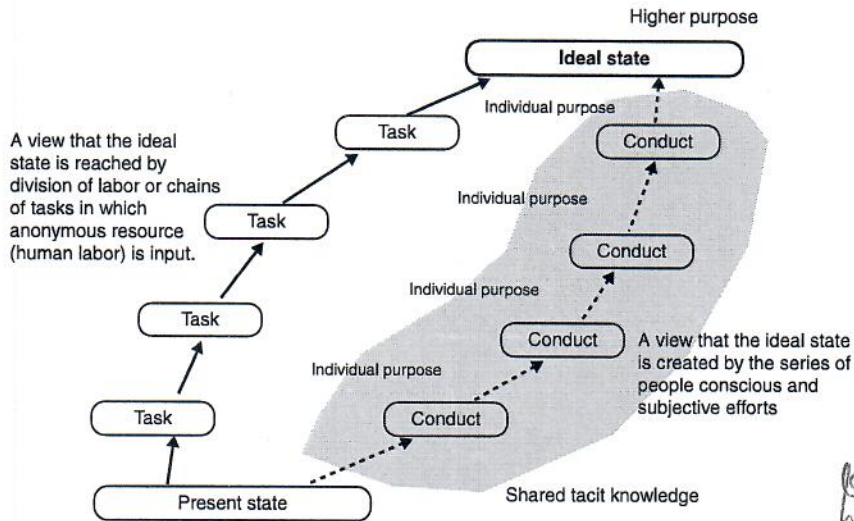 Higher purpose
Ideal state
Individual purpose
Task
Conduct
A view that the ideal
state is reached by
division of labor or chains
of tasks in which
anonymous resource
(human labor) is input.
Individual purpose
Task
Conduct
Individual purpose
Task
Conduct
A view that the ideal state
is created by the series of
people conscious and
subjective efforts
Individual purpose
Task
Conduct
Present state
Shared tacit knowledge